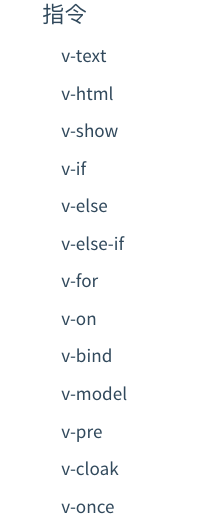 指令
v-text
v-html
v-show
v-if
v-else
v-else-if
v-for
v-on
v-bind
v-model
v-pre
v-cloak
v-once